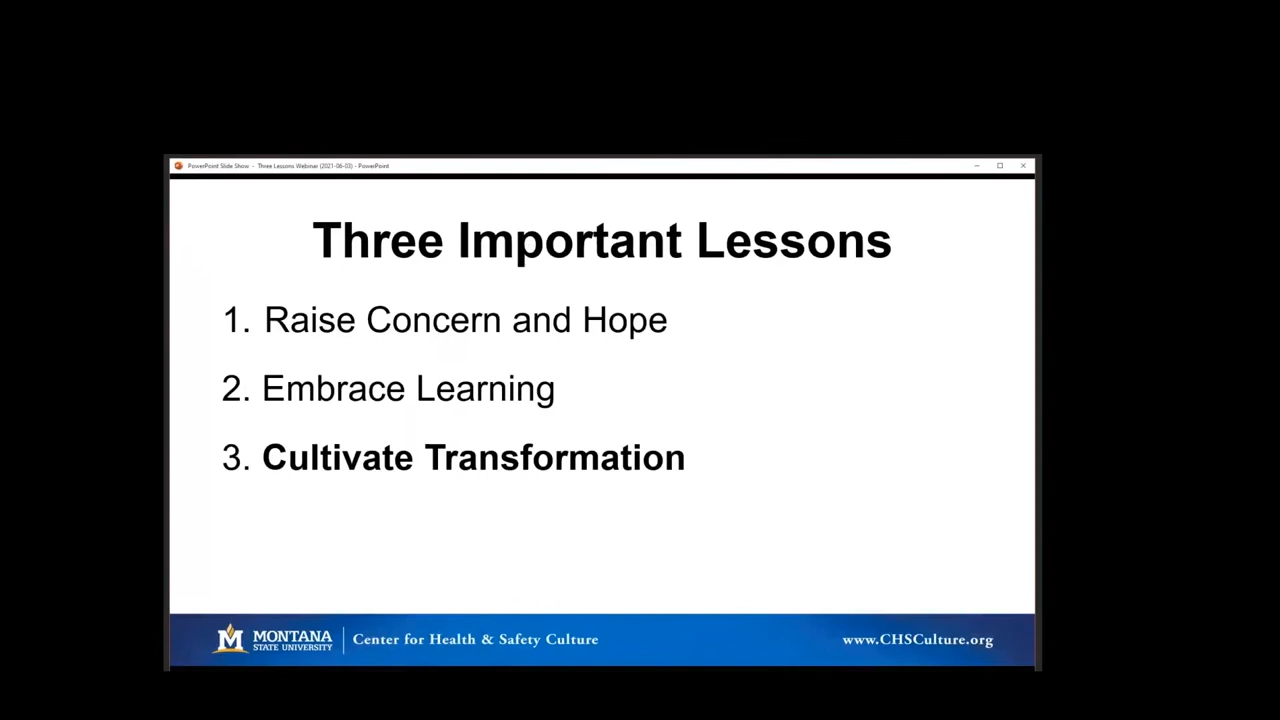 PowerPoint Slide Show - Three Lessons Webinar (2021-06-03) - PowerPoint
Three Important Lessons
1. Raise Concern and Hope
2. Embrace Learning
3. Cultivate Transformation
M MONTANA
STATE UNIVERSITY
Center for Health & Safety Culture
www.CHSCulture.org